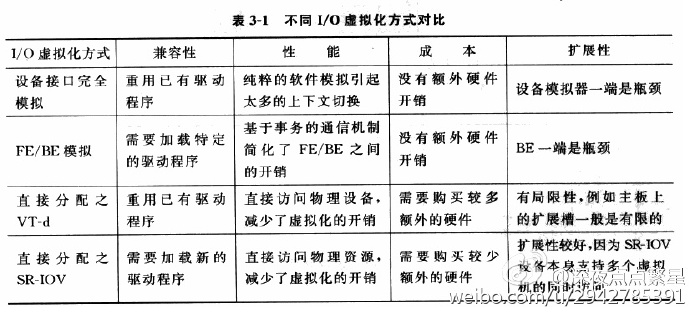 表 3-1 不同 I/O 虚拟化方式对比
I/O 虚拟化方式 兼容性 性能 成本 扩展性
设备接口完全
模拟
重用已有驱动
程序
纯粹的软件模拟引起
太多的上下文切换
没有额外硬件
开销
设备模拟器一端是瓶颈
FE/BE 模拟
需要加载特定
的驱动程序
基于事务的通信机制
简化了 FE/BE 之间
的开销
没有额外硬件
开销
BE 一端是瓶颈
直接分配之
VT-d
重用已有驱动
程序
直接访问物理设备,
减少了虚拟化的开销
需要购买较多
额外的硬件
有局限性,例如主板上
的扩展槽一般是有限的
直接分配之
SR-IOV
需要加载新的
驱动程序
直接访问物理资源,
减少了虚拟化的开销
需要购买较少
额外的硬件
扩展性较好,因为 SR-IOV
设备本身支持多个虚拟
机的同时访问
点点繁星
weibo.com/u/2942785391